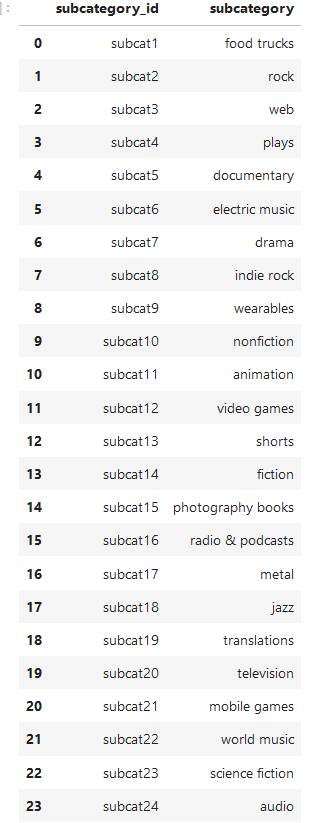 ]: subcategory_id subcategory
0 subcat1 food trucks
1 subcat2 rock
2 subcat3 web
3 subcat4 plays
4 subcat5 documentary
5 subcat6 electric music
6 subcat7 drama
7 subcat8 indie rock
8 subcat9 wearables
9 subcat10 nonfiction
10 subcat11 animation
11 subcat12 video games
12 subcat13 shorts
13 subcat14 fiction
14 subcat15 photography books
15 subcat16 radio & podcasts
16 subcat17 metal
17 subcat18 jazz
18 subcat19 translations
19 subcat20 television
20 subcat21 mobile games
21 subcat22 world music
22 subcat23 science fiction
23 subcat24 audio